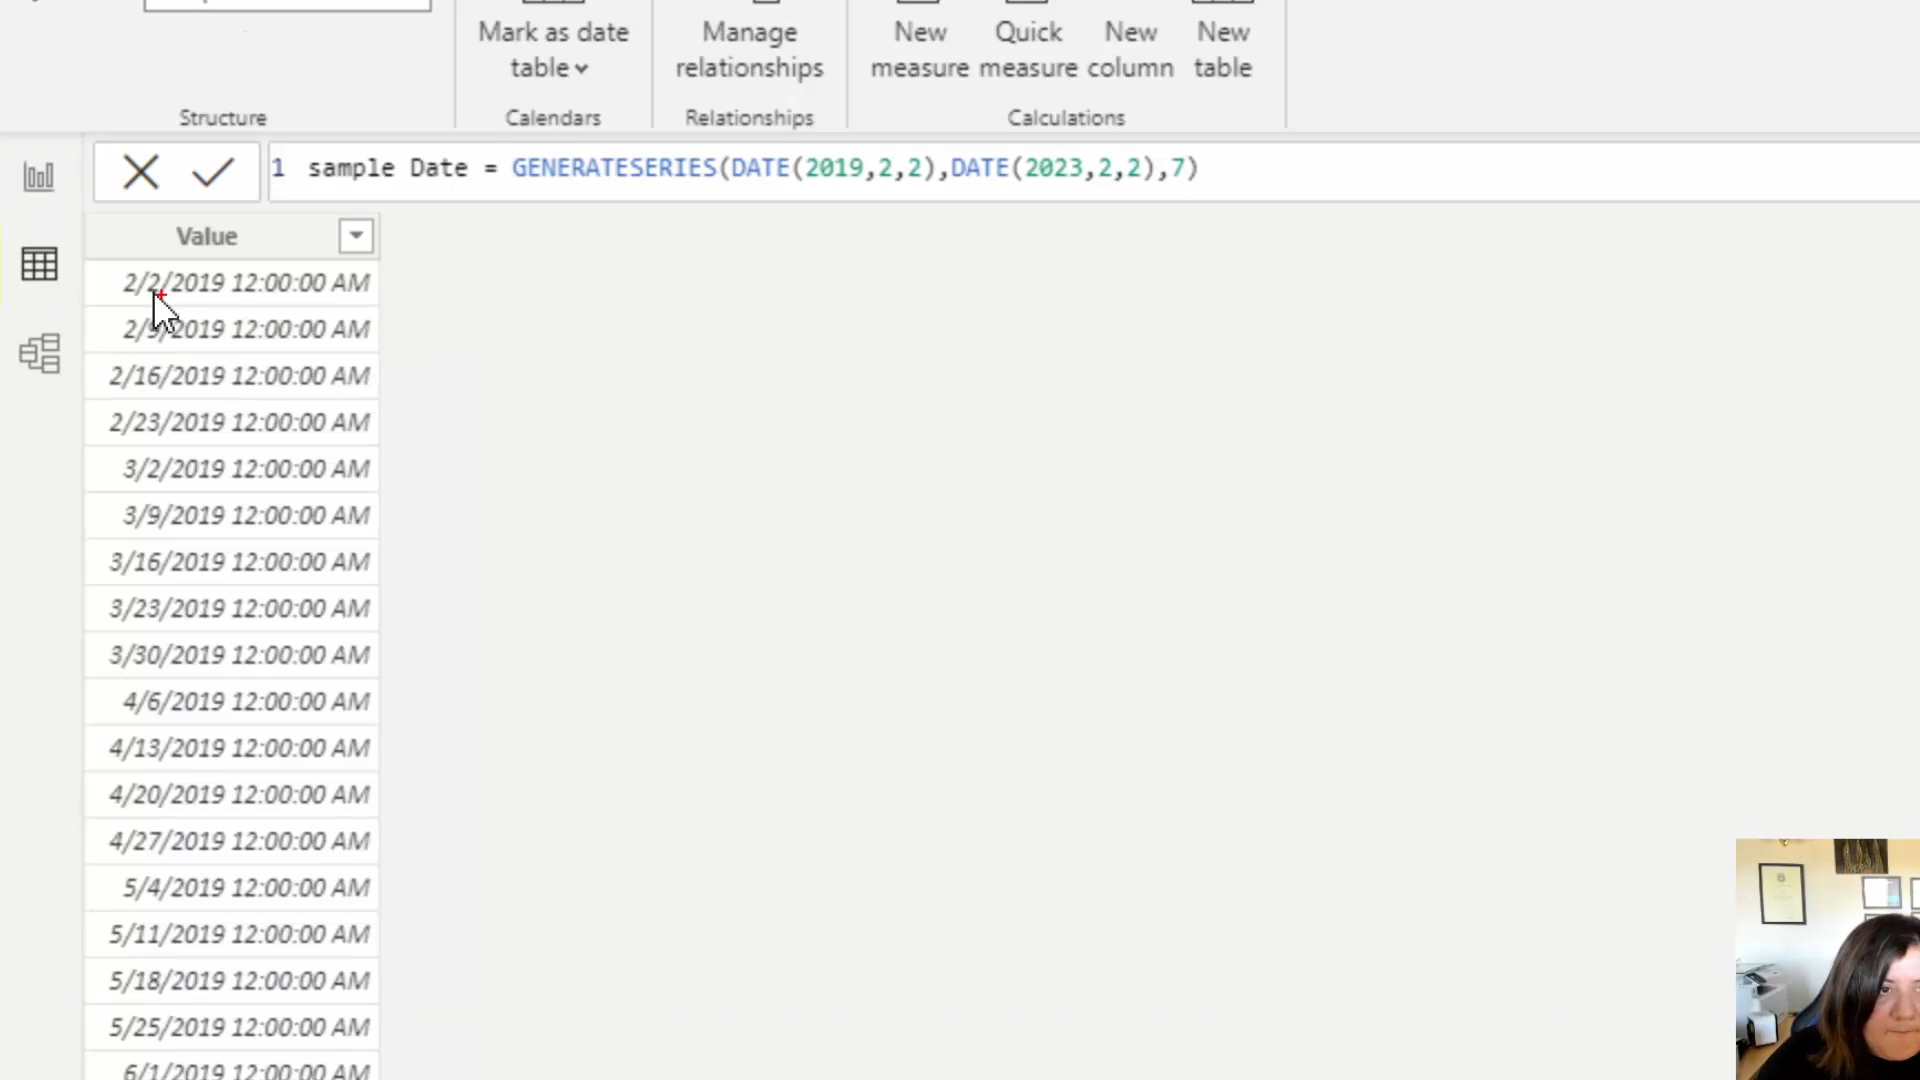 Mark as date
table
Manage
relationships
New
measure
Quick
measure
New
column
New
table
Structure
Calendars
Relationships
Calculations
1 sample Date = GENERATESERIES(DATE(2019,2,2),DATE(2023,2,2),7)
Value
2/2/2019 12:00:00 AM
2/9/2019 12:00:00 AM
2/16/2019 12:00:00 AM
2/23/2019 12:00:00 AM
3/2/2019 12:00:00 AM
3/9/2019 12:00:00 AM
3/16/2019 12:00:00 AM
3/23/2019 12:00:00 AM
3/30/2019 12:00:00 AM
4/6/2019 12:00:00 AM
4/13/2019 12:00:00 AM
4/20/2019 12:00:00 AM
4/27/2019 12:00:00 AM
5/4/2019 12:00:00 AM
5/11/2019 12:00:00 AM
5/18/2019 12:00:00 AM
5/25/2019 12:00:00 AM
6/1/2019 12:00:00 AM